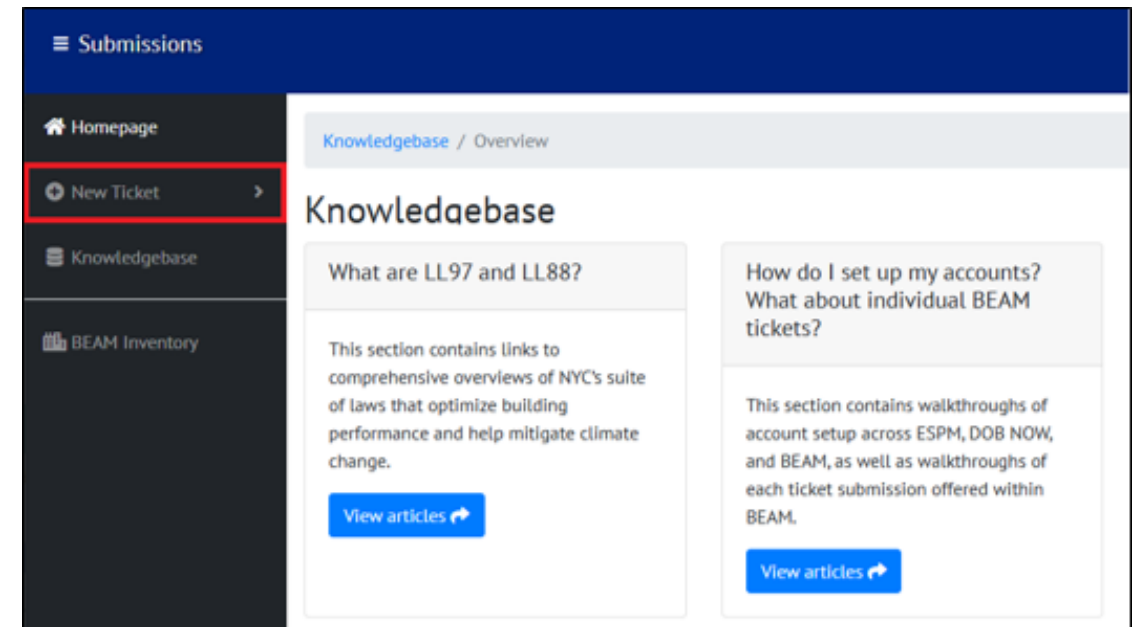 Submissions
Homepage
New Ticket
Knowledgebase
BEAM Inventory
Knowledgebase / Overview
Knowledgebase
What are LL97 and LL88?
This section contains links to
comprehensive overviews of NYC's suite
of laws that optimize building
performance and help mitigate climate
change.
View articles
How do I set up my accounts?
What about individual BEAM
tickets?
This section contains walkthroughs of
account setup across ESPM, DOB NOW,
and BEAM, as well as walkthroughs of
each ticket submission offered within
BEAM.
View articles